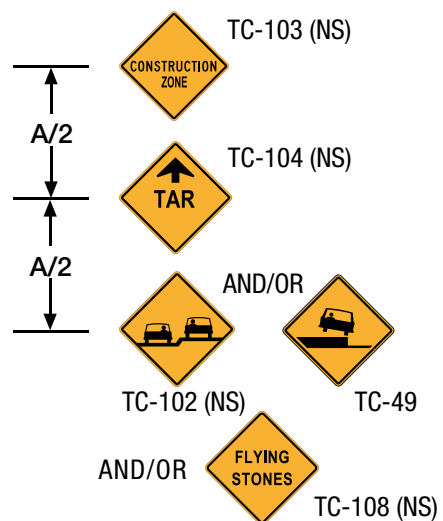 TC-103 (NS)
CONSTRUCTION
ZONE
A/2
TC-104 (NS)
TAR
A/2
AND/OR
TC-102 (NS)
TC-49
AND/OR
FLYING
STONES
TC-108 (NS)